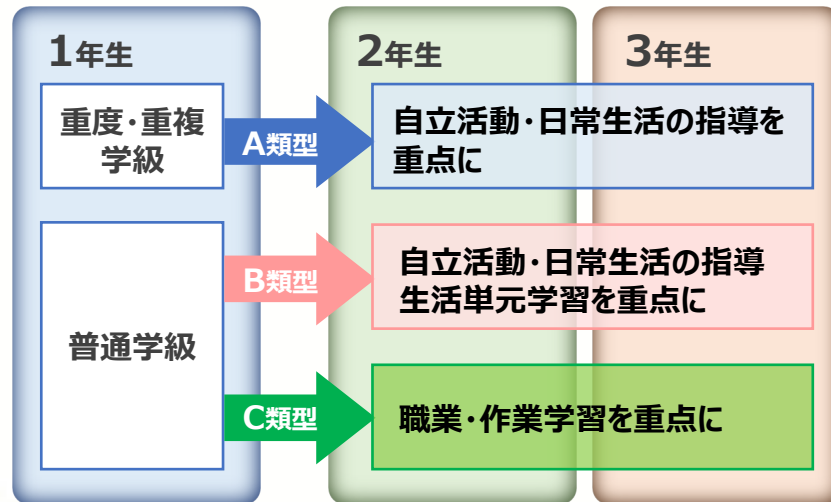 1年生
2年生
3年生
重度・重複
学級
A類型
自立活動・日常生活の指導を
重点に
普通学級
B類型
自立活動・日常生活の指導
生活単元学習を重点に
C類型
職業・作業学習を重点に